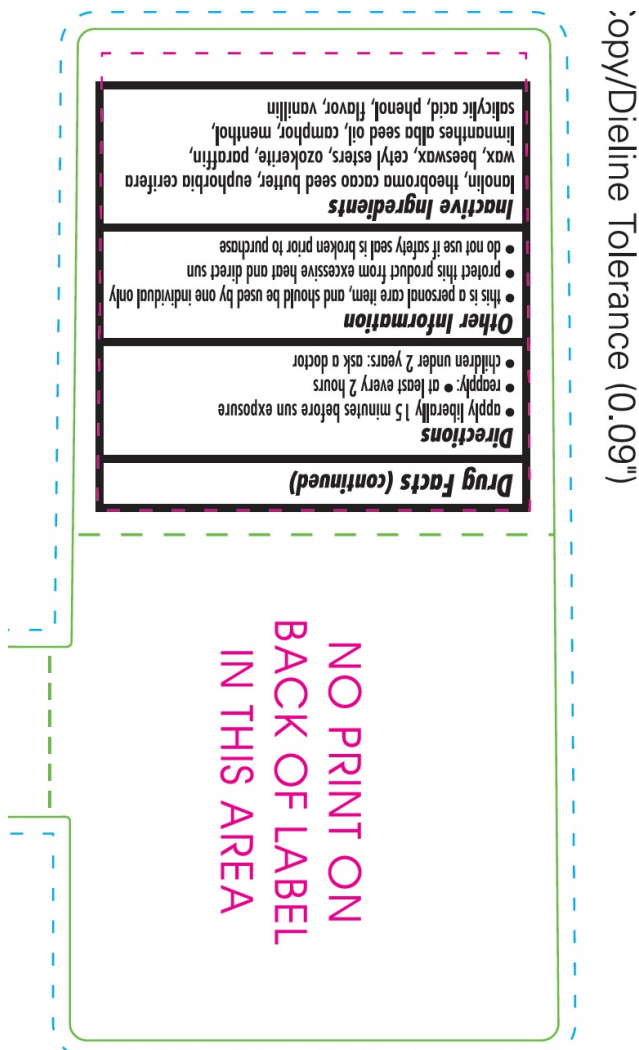 Drug Facts (continued)
Directions
• apply liberally 15 minutes before sun exposure
• reapply: • at least every 2 hours
• children under 2 years: ask a doctor
Other Information
• this is a personal care item, and should be used by one individual only
• protect this product from excessive heat and direct sun
• do not use if safety seal is broken prior to purchase
Inactive Ingredients
lanolin, theobroma cacao seed butter, euphorbia cerifera
wax, beeswax, cetyl esters, ozokerite, paraffin,
limnanthes alba seed oil, camphor, menthol,
salicylic acid, phenol, flavor, vanillin
NO PRINT ON
BACK OF LABEL
IN THIS AREA
opy/Dieline Tolerance (0.09")